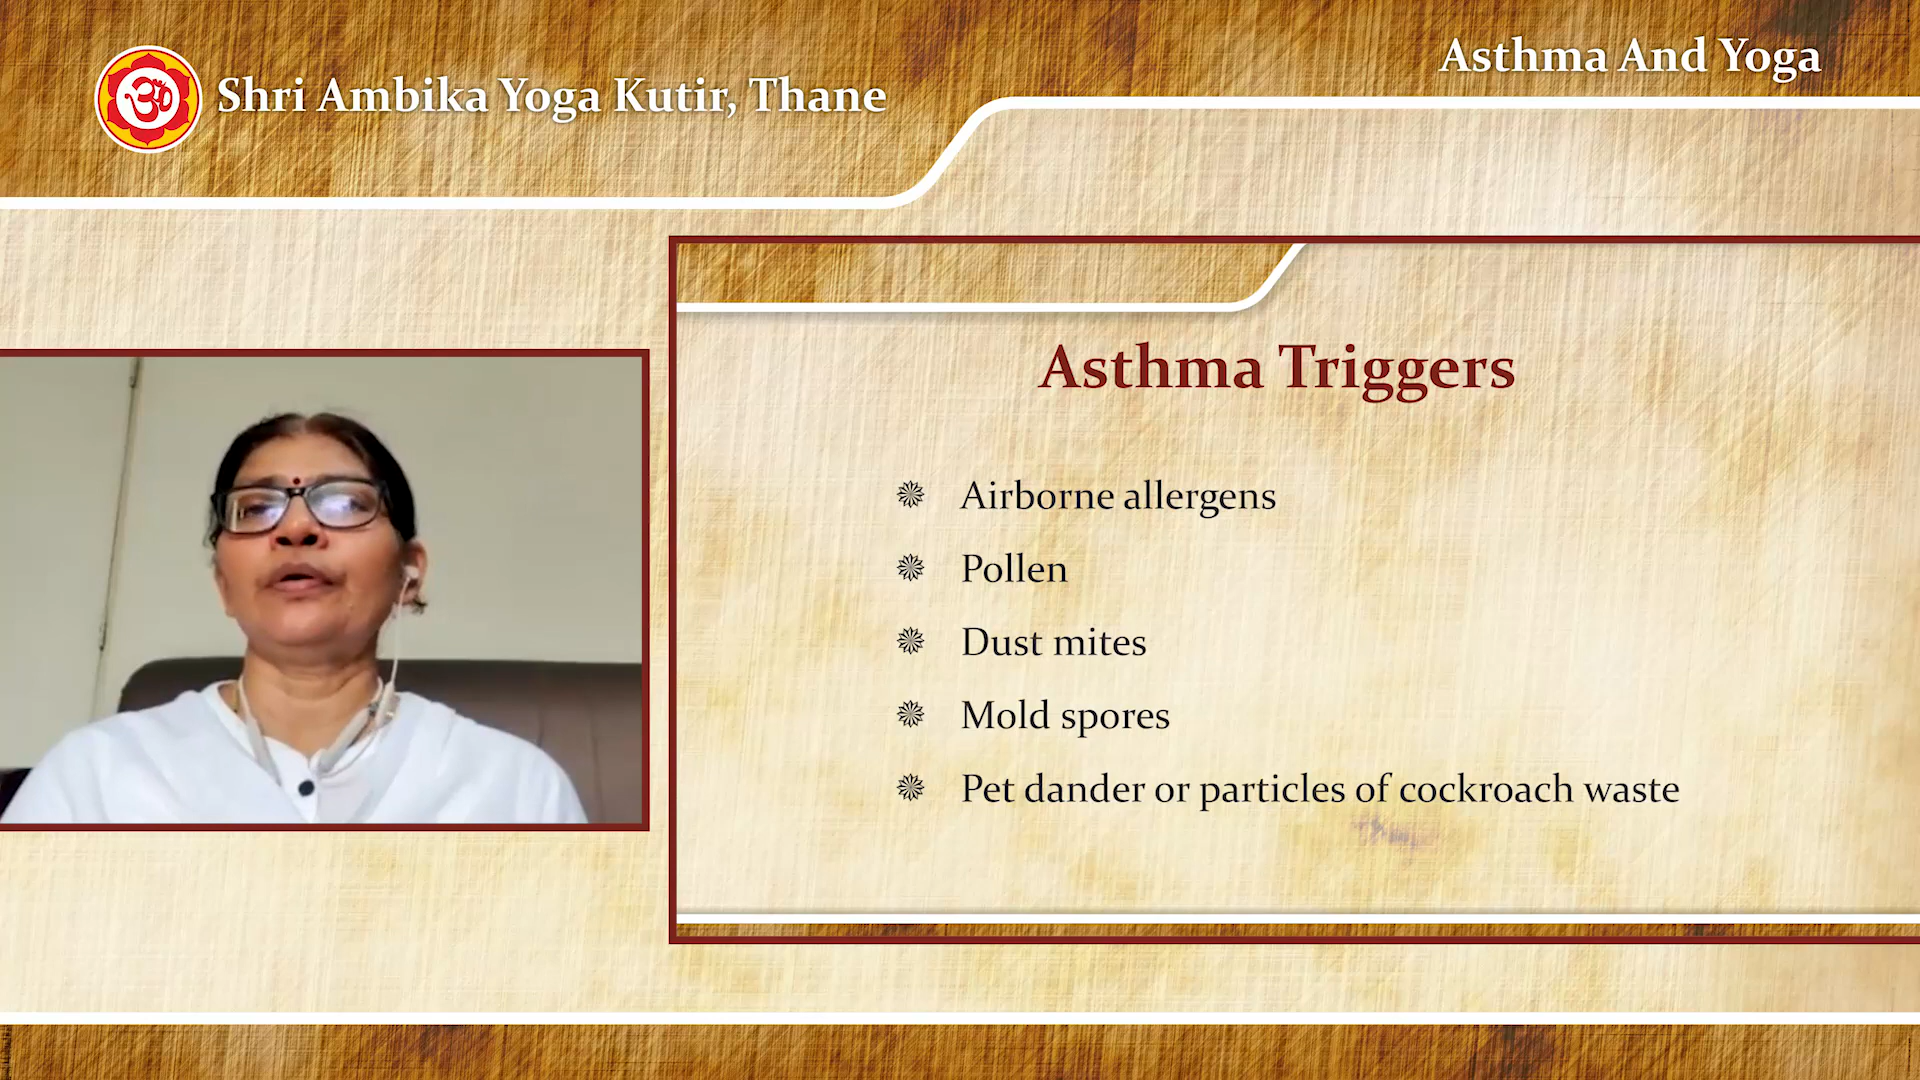 Shri Ambika Yoga Kutir, Thane
Asthma And Yoga
Asthma Triggers
Airborne allergens
Pollen
Dust mites
Mold spores
Pet dander or particles of cockroach waste